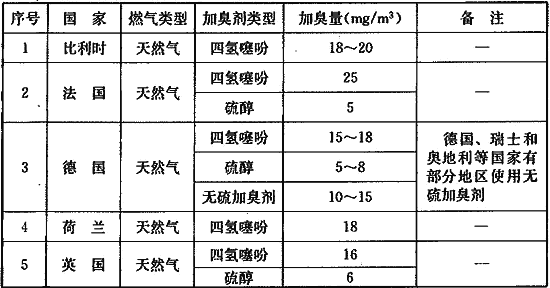 序号 国家 燃气类型 加臭剂类型 加臭量(mg/m³) 备注
1 比利时 天然气 四氢噻吩 18～20 —
2 法国 天然气 四氢噻吩 25 —
硫醇 5
3 德国 天然气 四氢噻吩 15～18 德国、瑞士和
奥地利等国家有
硫醇 5～8 部分地区使用无
硫加臭剂
无硫加臭剂 10～15
4 荷兰 天然气 四氢噻吩 18 —
5 英国 天然气 四氢噻吩 16 —
硫醇 6